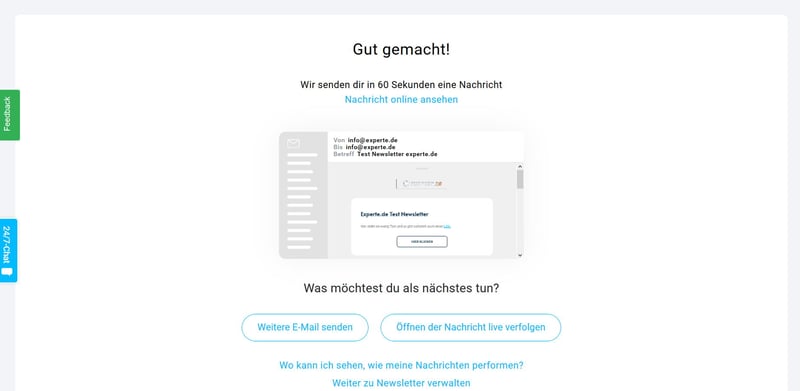 Gut gemacht!
Wir senden dir in 60 Sekunden eine Nachricht
Nachricht online ansehen
Feedback
Von info@experte.de
Bis info@experte.de
Betreff Test Newsletter experte.de
Experte.de Test Newsletter
24/7-Chat
Was möchtest du als nächstes tun?
Weitere E-Mail senden
Öffnen der Nachricht live verfolgen
Wo kann ich sehen, wie meine Nachrichten performen?
Weiter zu Newsletter verwalten